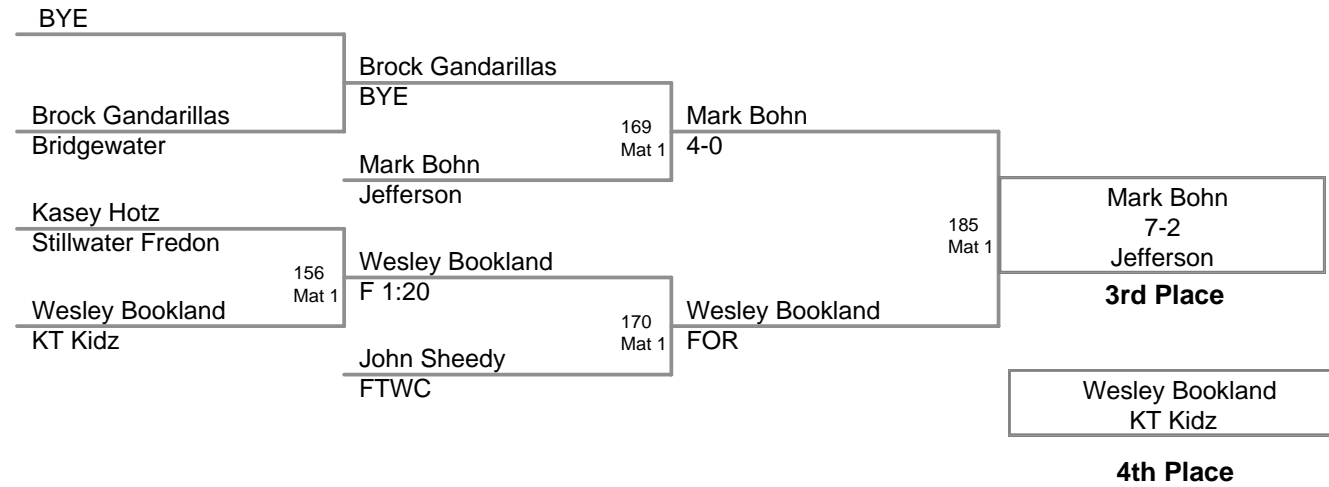 BYE
Brock Gandarillas
BYE
Brock Gandarillas
Bridgewater
169
Mat 1
Mark Bohn
4-0
Mark Bohn
Jefferson
Kasey Hotz
Stillwater Fredon
185
Mat 1
Mark Bohn
7-2
Jefferson
3rd Place
156
Mat 1
Wesley Bookland
F 1:20
Wesley Bookland
KT Kidz
170
Mat 1
Wesley Bookland
FOR
John Sheedy
FTWC
Wesley Bookland
KT Kidz
4th Place